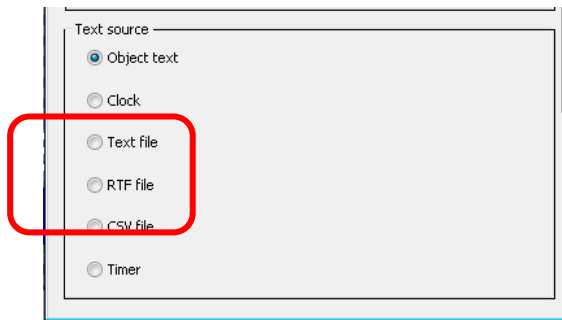 Text source
Object text
Clock
Text file
RTF file
CSV file
Timer